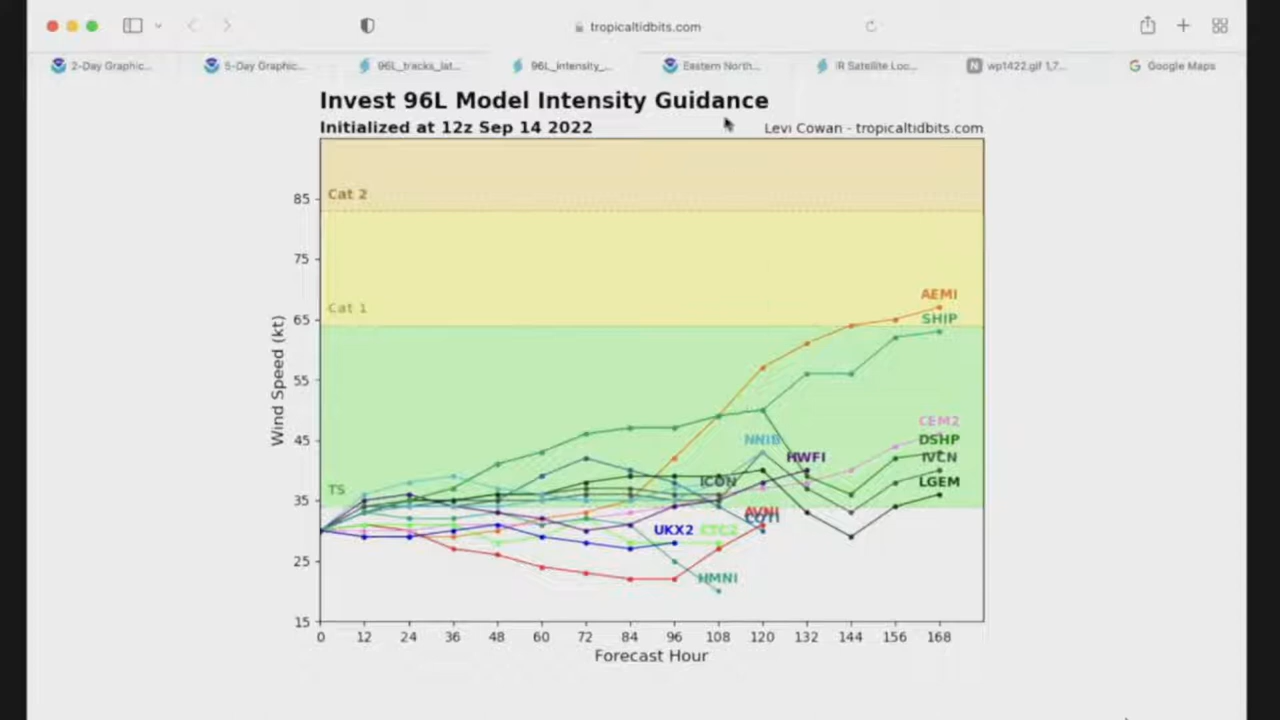 tropicaltidbits.com
2-Day Graphic...
5-Day Graphic...
96L_tracks_lat...
96L_intensity_...
Eastern North...
IR Satellite Loo...
N
wp1422.gif 1,7...
G
Google Maps
Invest 96L Model Intensity Guidance
Initialized at 12z Sep 14 2022
Levi Cowan - tropicaltidbits.com
Cat 2
Cat 1
TS
85
75
65
55
45
35
25
15
Wind Speed (kt)
AEMI
SHIP
CEM2
NNIB
DSHP
HWFI
IVCN
ICON
LGEM
AVNI
UKX2
CTC2
HMNI
0 12 24 36 48 60 72 84 96 108 120 132 144 156 168
Forecast Hour